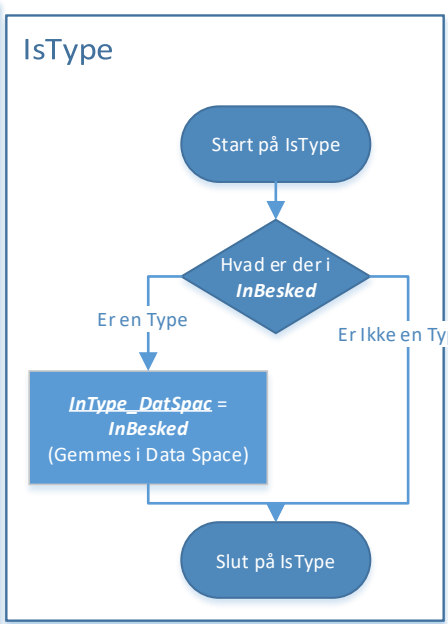 IsType
Start på IsType
Hvad er der i
InBesked
Er en Type
Er Ikke en Ty
InType_DatSpac =
InBesked
(Gemmes i Data Space)
Slut på IsType